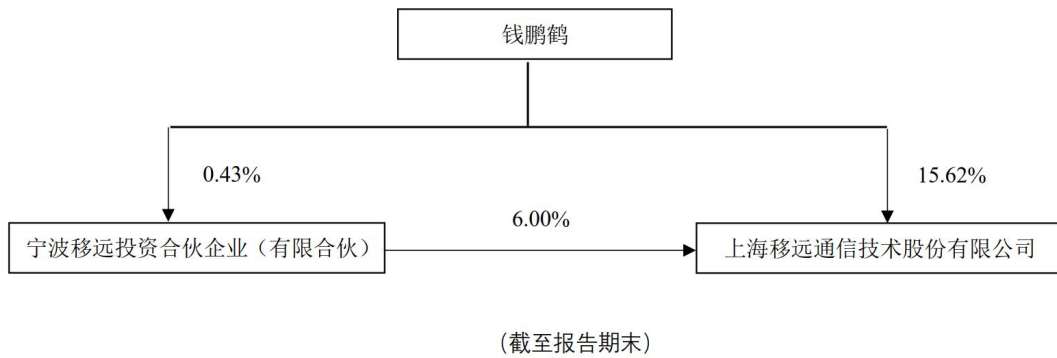 钱鹏鹤
0.43%
15.62%
6.00%
宁波移远投资合伙企业（有限合伙）
上海移远通信技术股份有限公司
（截至报告期末）